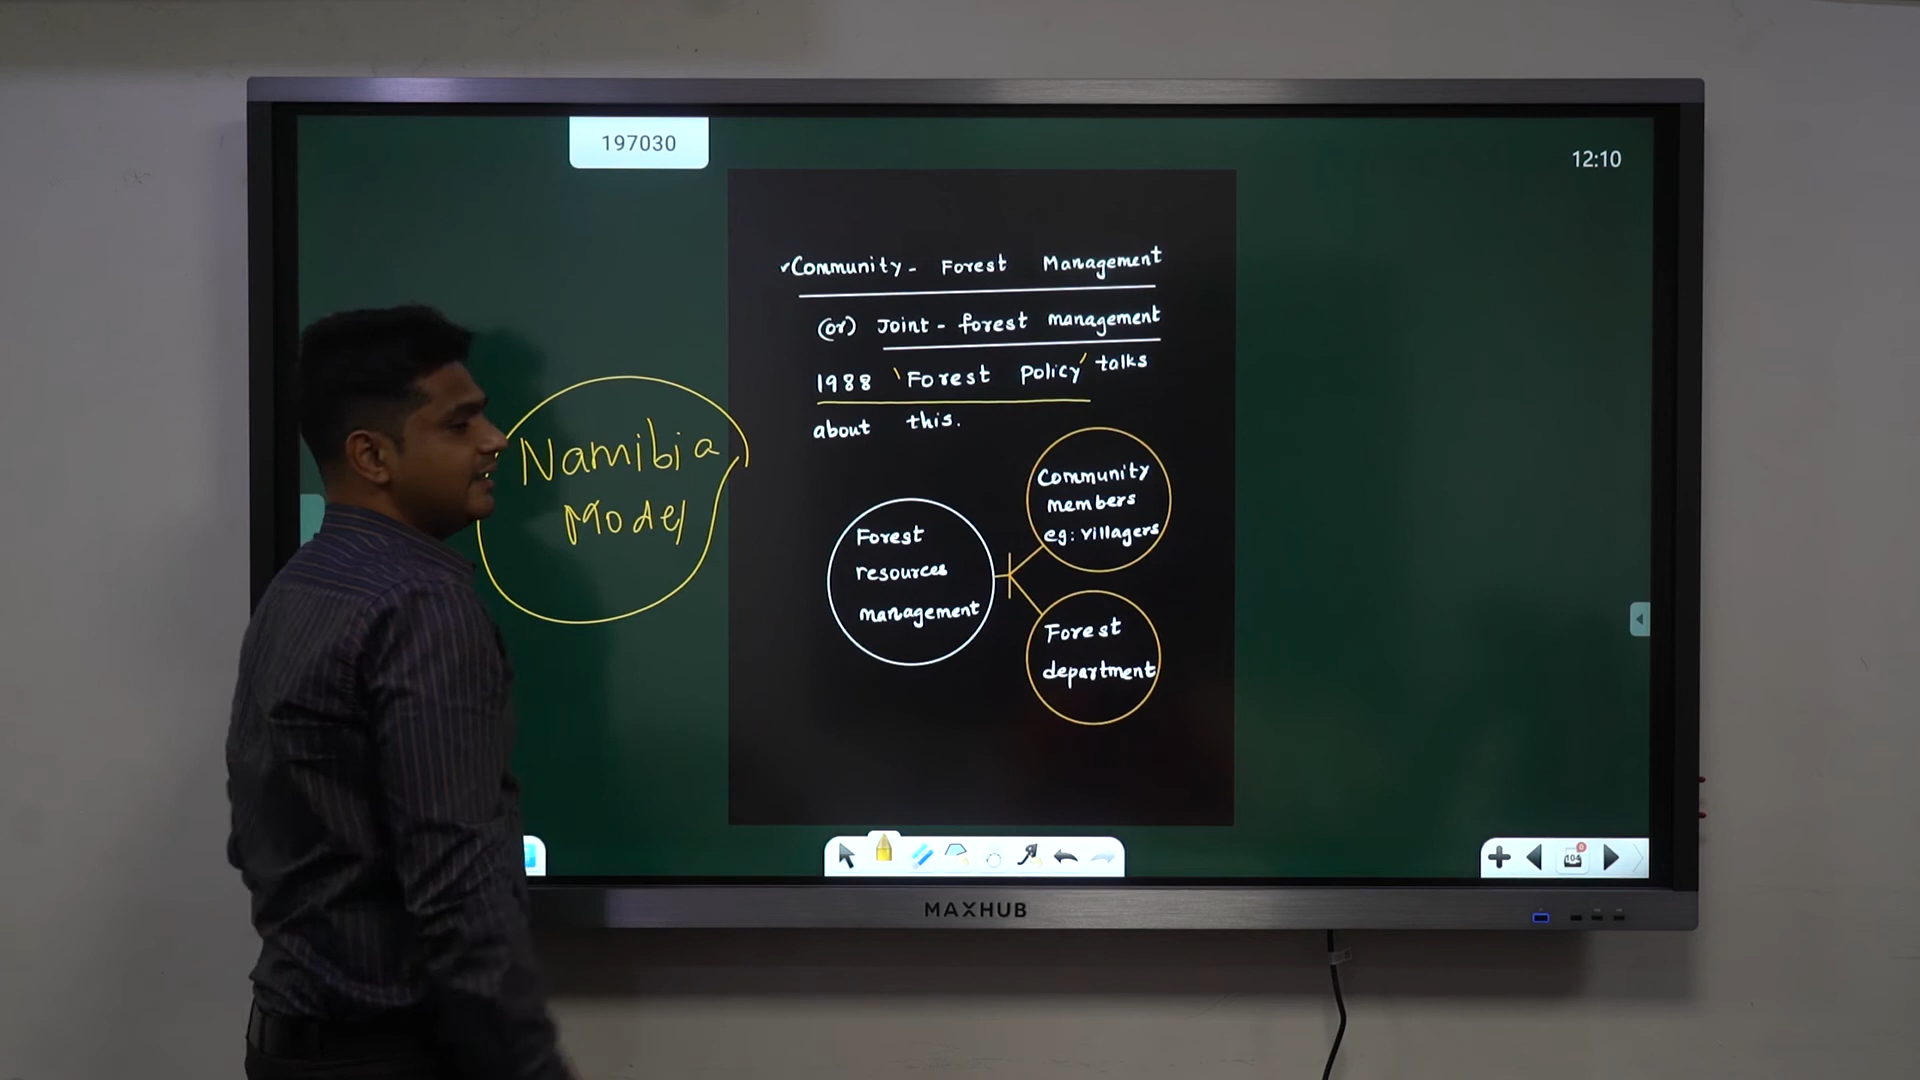 197030
12:10
Community - Forest Management
(or) Joint - forest management
1988 'Forest Policy' talks
about this.
Namibia
Model
Community
members
eg: villagers
Forest
resources
management
Forest
department
104
MAXHUB